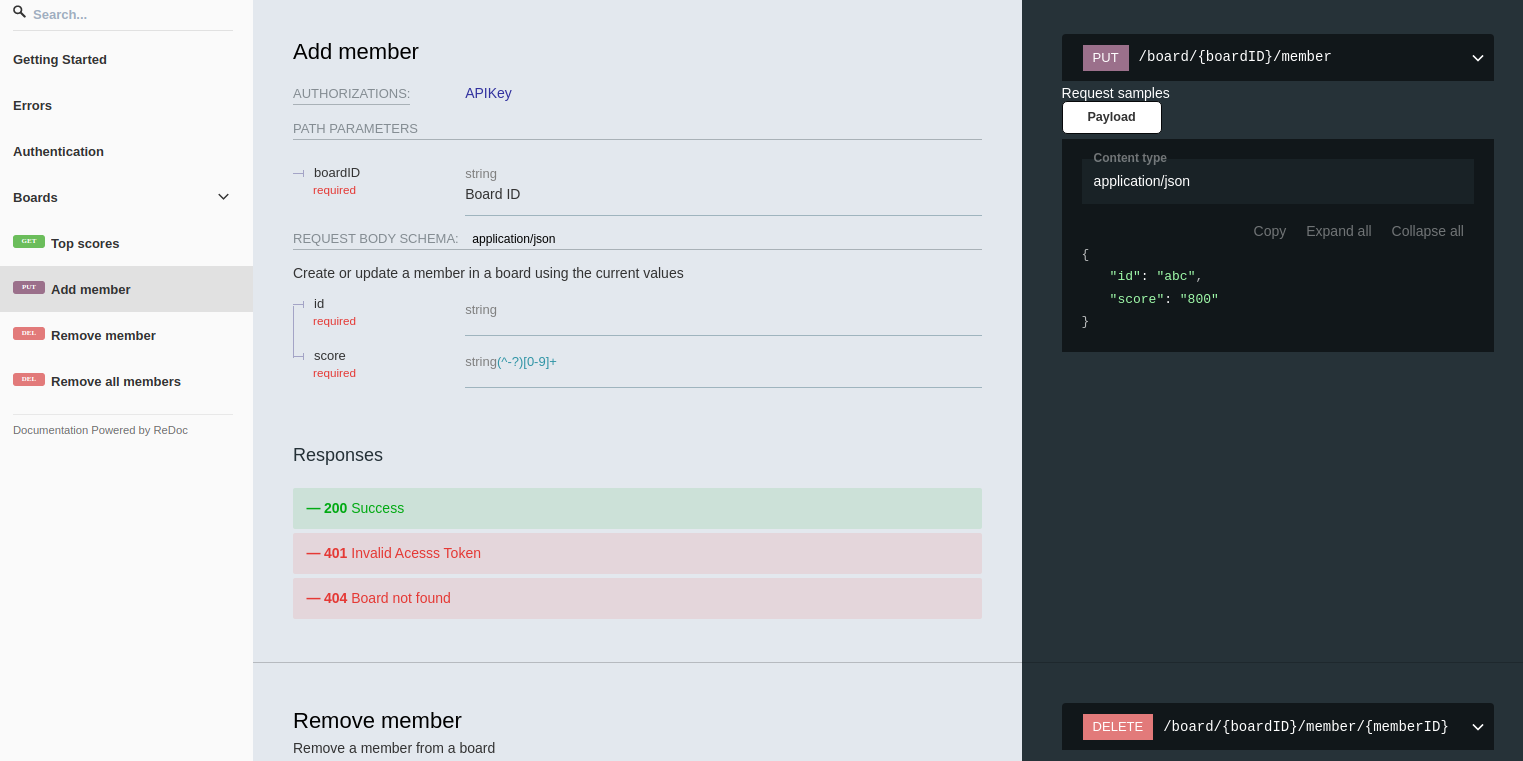 Search...
Getting Started
Errors
Authentication
Boards
GET Top scores
PUT Add member
DEL Remove member
DEL Remove all members
Documentation Powered by ReDoc
Add member
AUTHORIZATIONS: APIKey
PATH PARAMETERS
boardID string
required Board ID
REQUEST BODY SCHEMA: application/json
Create or update a member in a board using the current values
id string
required
score string(^-?)[0-9]+
required
Responses
— 200 Success
— 401 Invalid Acesss Token
— 404 Board not found
Remove member
Remove a member from a board
PUT /board/{boardID}/member
Request samples
Payload
Content type
application/json
Copy Expand all Collapse all
{
"id": "abc",
"score": "800"
}
DELETE /board/{boardID}/member/{memberID}